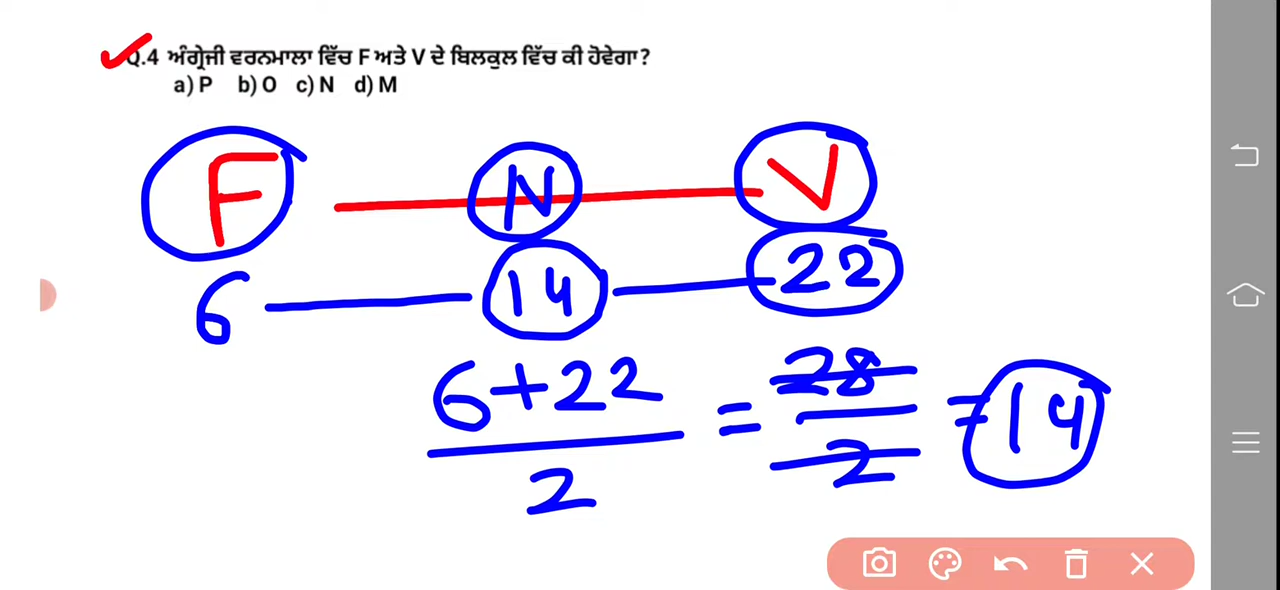 Q.4 ਅੰਗ੍ਰੇਜੀ ਵਰਨਮਾਲਾ ਵਿੱਚ F ਅਤੇ V ਦੇ ਬਿਲਕੁਲ ਵਿੱਚ ਕੀ ਹੋਵੇਗਾ?
a) P b) O c) N d) M
F N V
6 14 22
6+22 = 28 = 14
2 2